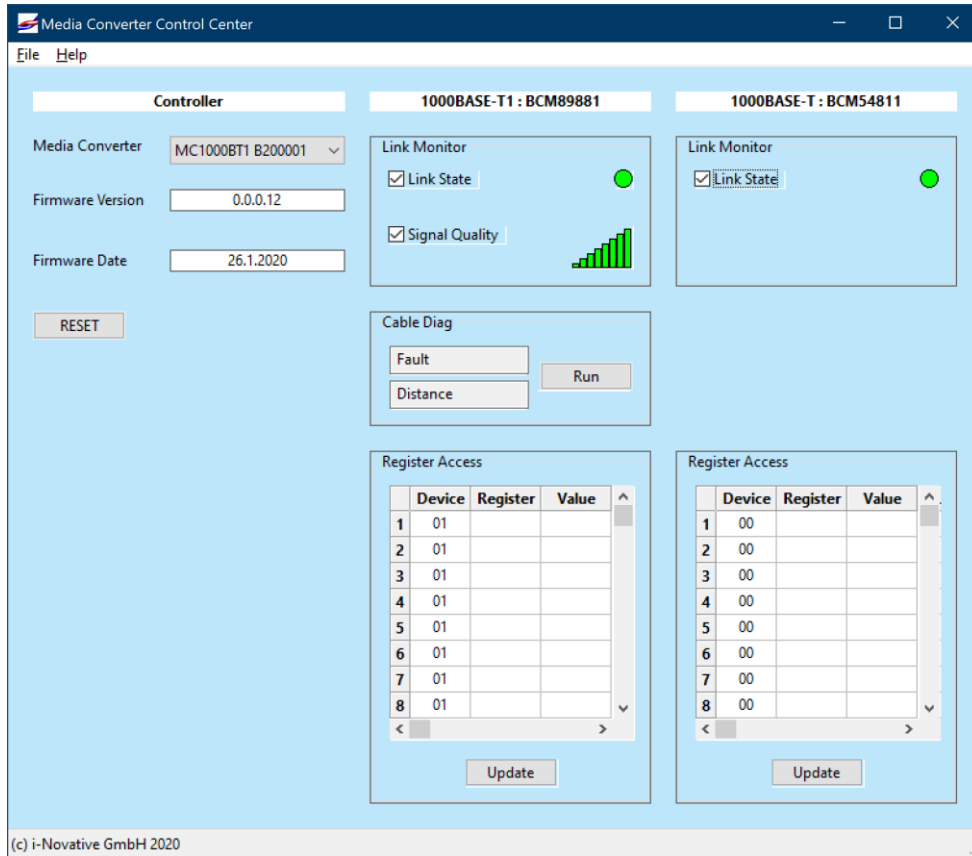 Media Converter Control Center
File Help
Controller
Media Converter MC1000BT1 B200001
Firmware Version 0.0.0.12
Firmware Date 26.1.2020
RESET
1000BASE-T1 : BCM89881
Link Monitor
Link State
Signal Quality
Cable Diag
Fault
Distance
Run
Register Access
Device Register Value
1 01
2 01
3 01
4 01
5 01
6 01
7 01
8 01
Update
1000BASE-T : BCM54811
Link Monitor
Link State
Register Access
Device Register Value
1 00
2 00
3 00
4 00
5 00
6 00
7 00
8 00
Update
(c) i-Novative GmbH 2020